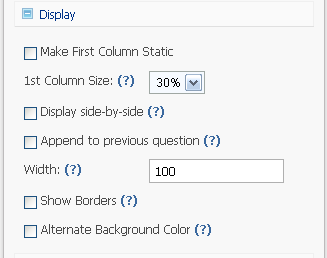 Display
Make First Column Static
1st Column Size: (?) 30%
Display side-by-side (?)
Append to previous question (?)
Width: (?) 100
Show Borders (?)
Alternate Background Color (?)